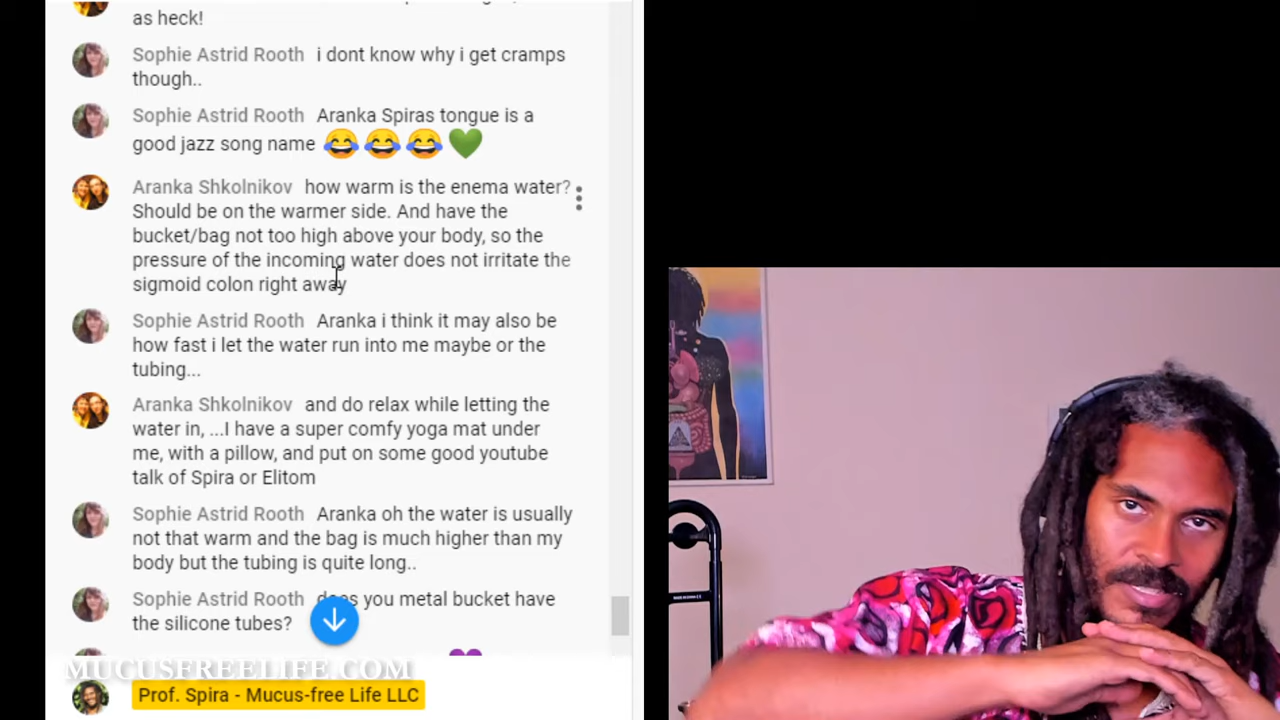 as heck!
Sophie Astrid Rooth i dont know why i get cramps
though..
Sophie Astrid Rooth Aranka Spiras tongue is a
good jazz song name 😂😂😂💚
Aranka Shkolnikov how warm is the enema water?
Should be on the warmer side. And have the
bucket/bag not too high above your body, so the
pressure of the incoming water does not irritate the
sigmoid colon right away
Sophie Astrid Rooth Aranka i think it may also be
how fast i let the water run into me maybe or the
tubing...
Aranka Shkolnikov and do relax while letting the
water in, ...I have a super comfy yoga mat under
me, with a pillow, and put on some good youtube
talk of Spira or Elitom
Sophie Astrid Rooth Aranka oh the water is usually
not that warm and the bag is much higher than my
body but the tubing is quite long..
Sophie Astrid Rooth does you metal bucket have
the silicone tubes?
MUCUSFREELIFE.COM
Prof. Spira - Mucus-free Life LLC